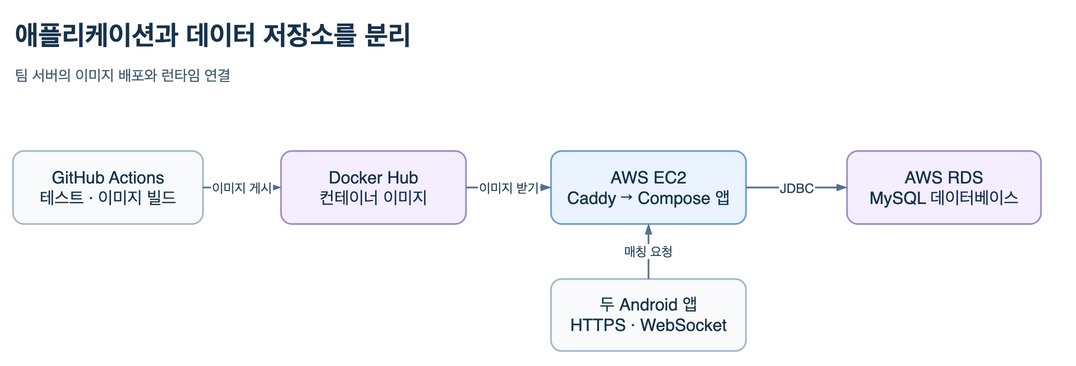 애플리케이션과 데이터 저장소를 분리
팀 서버의 이미지 배포와 런타임 연결
GitHub Actions
테스트 · 이미지 빌드
이미지 게시
Docker Hub
컨테이너 이미지
이미지 받기
AWS EC2
Caddy → Compose 앱
JDBC
AWS RDS
MySQL 데이터베이스
매칭 요청
두 Android 앱
HTTPS · WebSocket